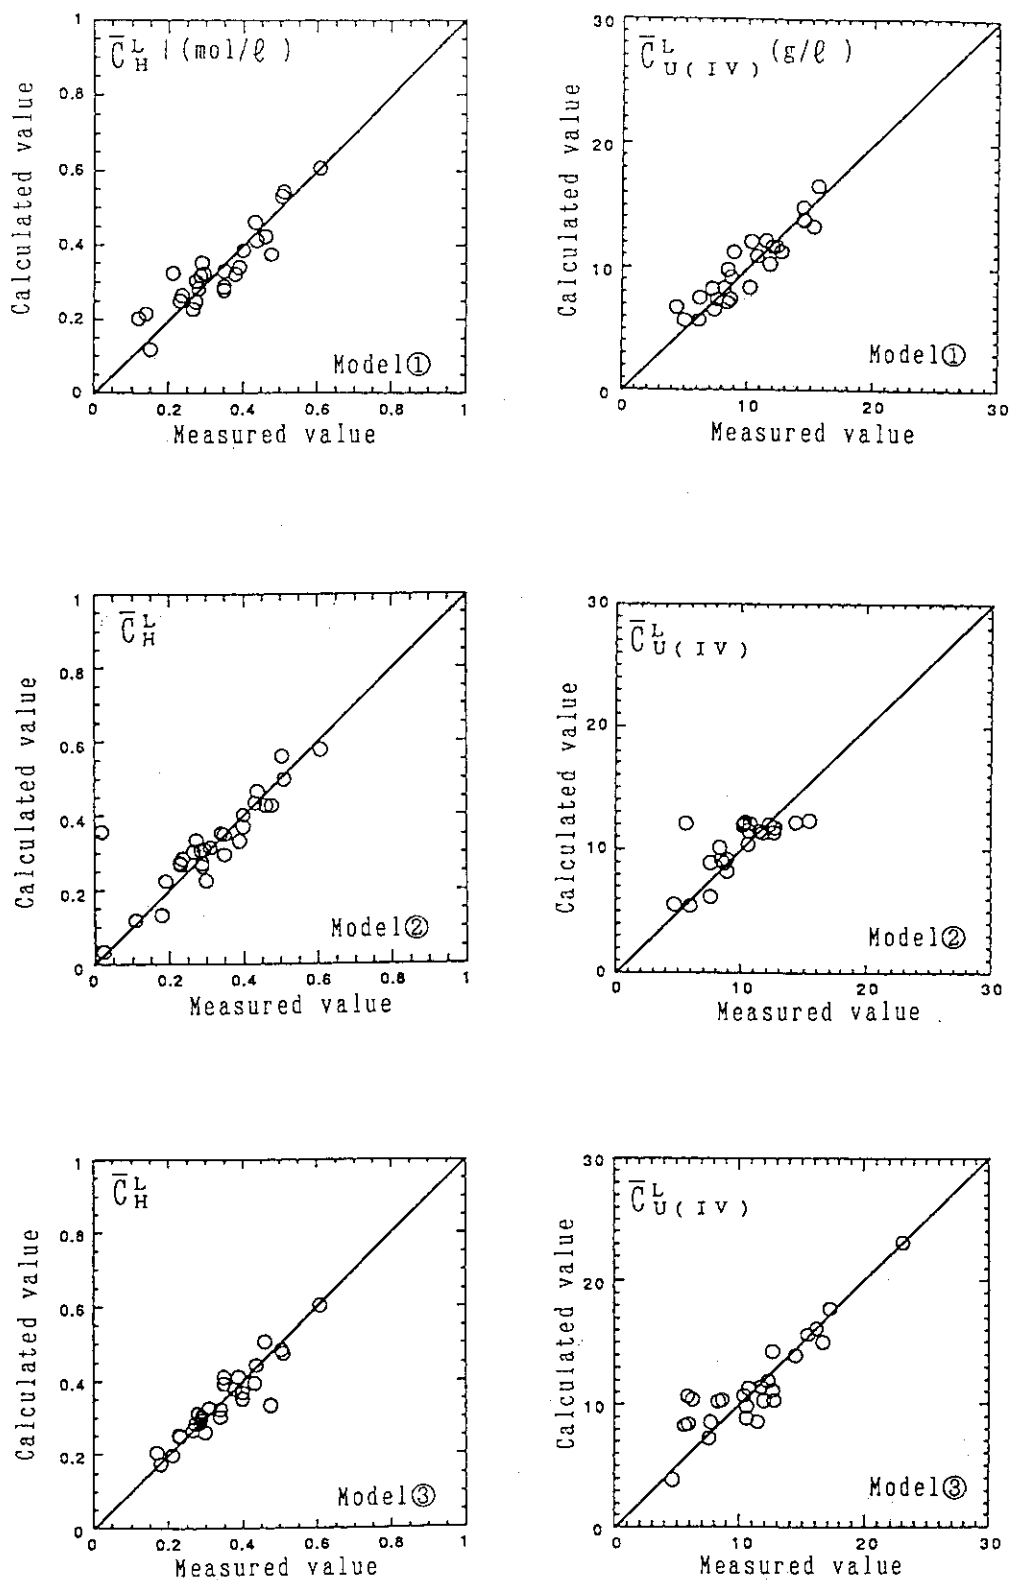 C̅ᴸ_H (mol/ℓ)
1
0.8
0.6
0.4
0.2
0
Calculated value
Model①
0 0.2 0.4 0.6 0.8 1
Measured value
C̅ᴸ_U(IV) (g/ℓ)
30
20
10
0
Calculated value
Model①
0 10 20 30
Measured value
C̅ᴸ_H
1
0.8
0.6
0.4
0.2
0
Calculated value
Model②
0 0.2 0.4 0.6 0.8 1
Measured value
C̅ᴸ_U(IV)
30
20
10
0
Calculated value
Model②
0 10 20 30
Measured value
C̅ᴸ_H
1
0.8
0.6
0.4
0.2
0
Calculated value
Model③
0 0.2 0.4 0.6 0.8 1
Measured value
C̅ᴸ_U(IV)
30
20
10
0
Calculated value
Model③
0 10 20 30
Measured value